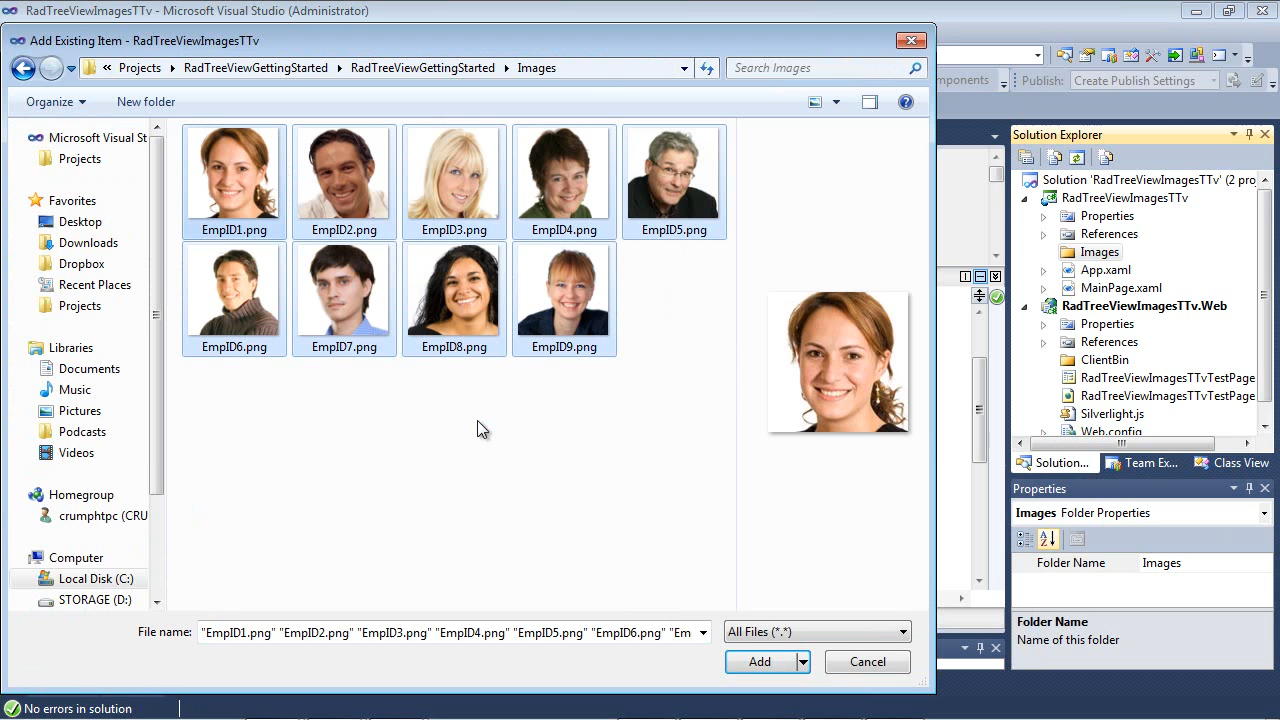 RadTreeViewImagesTTv - Microsoft Visual Studio (Administrator)
Add Existing Item - RadTreeViewImagesTTv
« Projects RadTreeViewGettingStarted RadTreeViewGettingStarted Images
Search Images
Organize
New folder
Microsoft Visual St
Projects
Favorites
Desktop
Downloads
Dropbox
Recent Places
Projects
Libraries
Documents
Music
Pictures
Podcasts
Videos
Homegroup
crumphtpc (CRU
Computer
Local Disk (C:)
STORAGE (D:)
EmpID1.png
EmpID2.png
EmpID3.png
EmpID4.png
EmpID5.png
EmpID6.png
EmpID7.png
EmpID8.png
EmpID9.png
File name:
"EmpID1.png" "EmpID2.png" "EmpID3.png" "EmpID4.png" "EmpID5.png" "EmpID6.png" "Em
All Files (*.*)
Add
Cancel
mponents
Publish:
Create Publish Settings
Solution Explorer
Solution 'RadTreeViewImagesTTv' (2 proj
RadTreeViewImagesTTv
Properties
References
Images
App.xaml
MainPage.xaml
RadTreeViewImagesTTv.Web
Properties
References
ClientBin
RadTreeViewImagesTTvTestPage
RadTreeViewImagesTTvTestPage
Silverlight.js
Web.config
Solution...
Team Ex...
Class View
Properties
Images Folder Properties
A
Z
Folder Name
Images
Folder Name
Name of this folder
No errors in solution